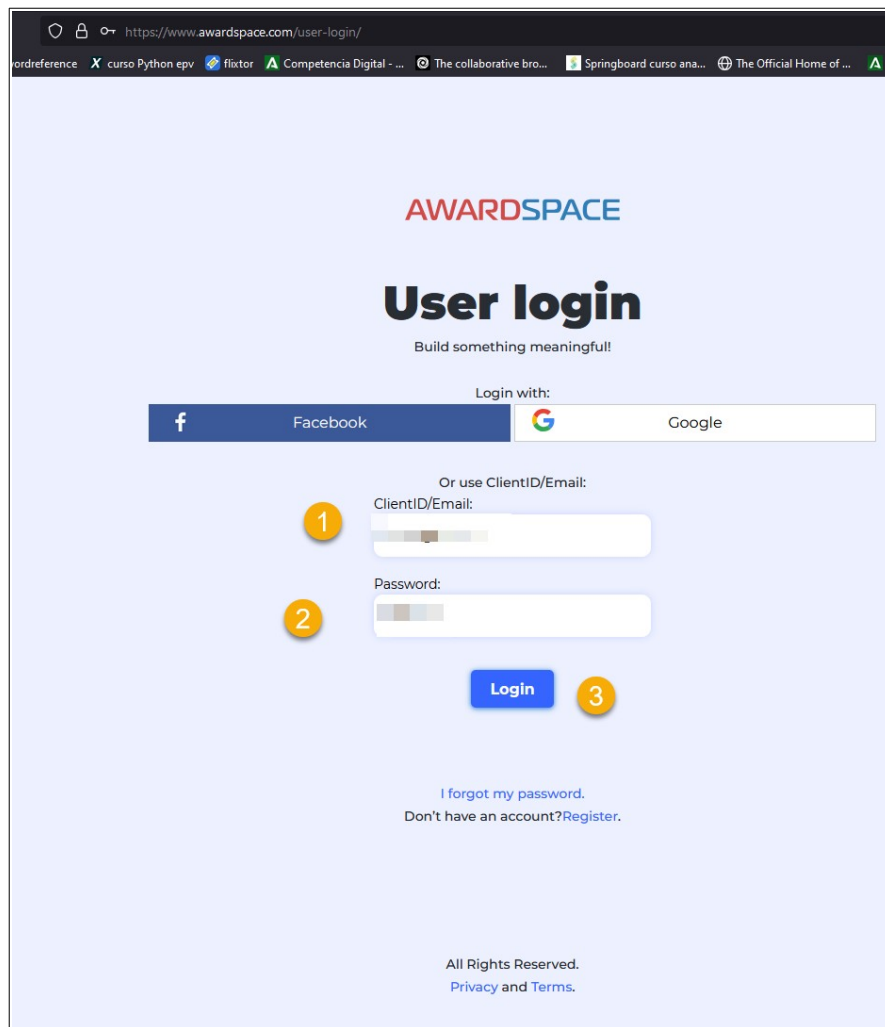 https://www.awardspace.com/user-login/
ordreference X curso Python epv flixtor Competencia Digital - ... The collaborative bro... Springboard curso ana... The Official Home of ...
AWARDSPACE
User login
Build something meaningful!
Login with:
Facebook Google
Or use ClientID/Email:
ClientID/Email:
1
Password:
2
Login 3
I forgot my password.
Don't have an account?Register.
All Rights Reserved.
Privacy and Terms.